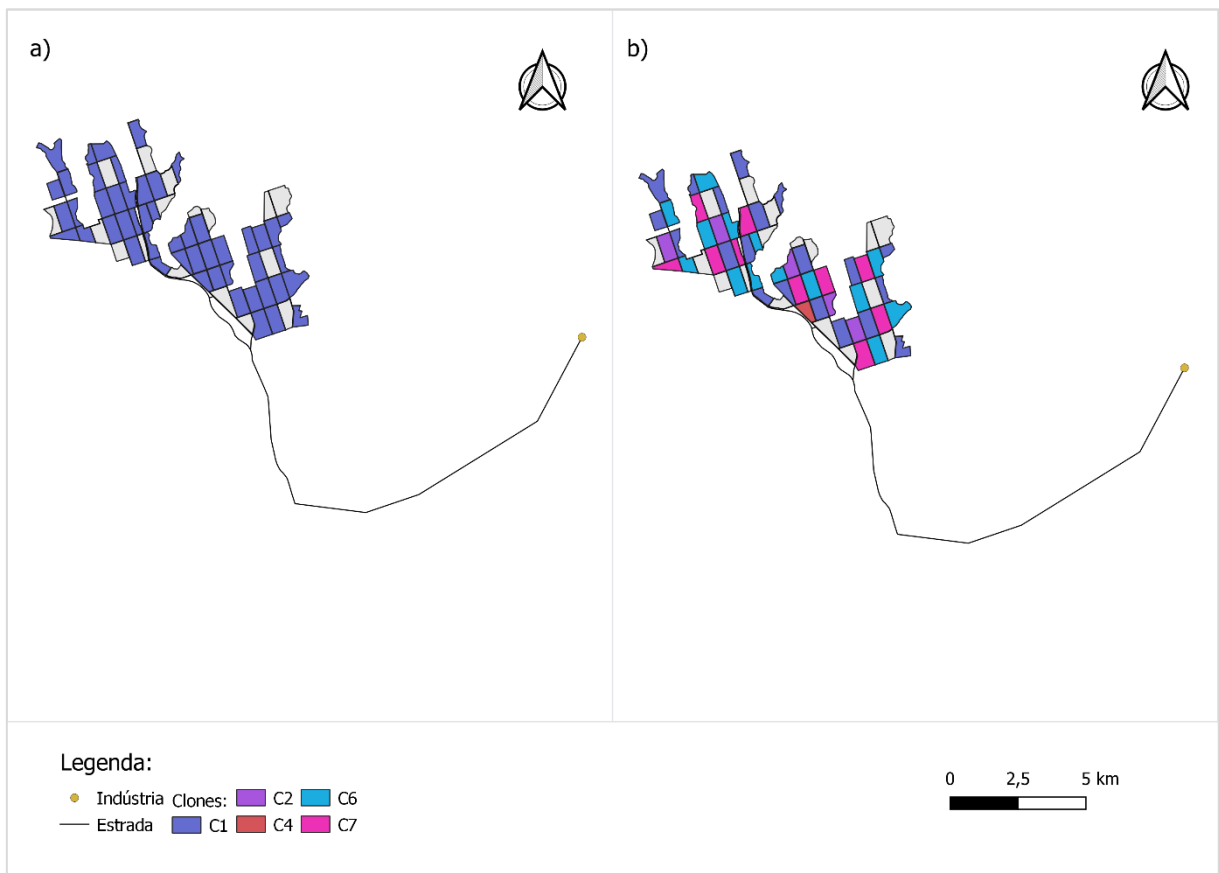 a)
b)
Legenda:
Indústria
Estrada
Clones:
C1
C2
C4
C6
C7
0 2,5 5 km